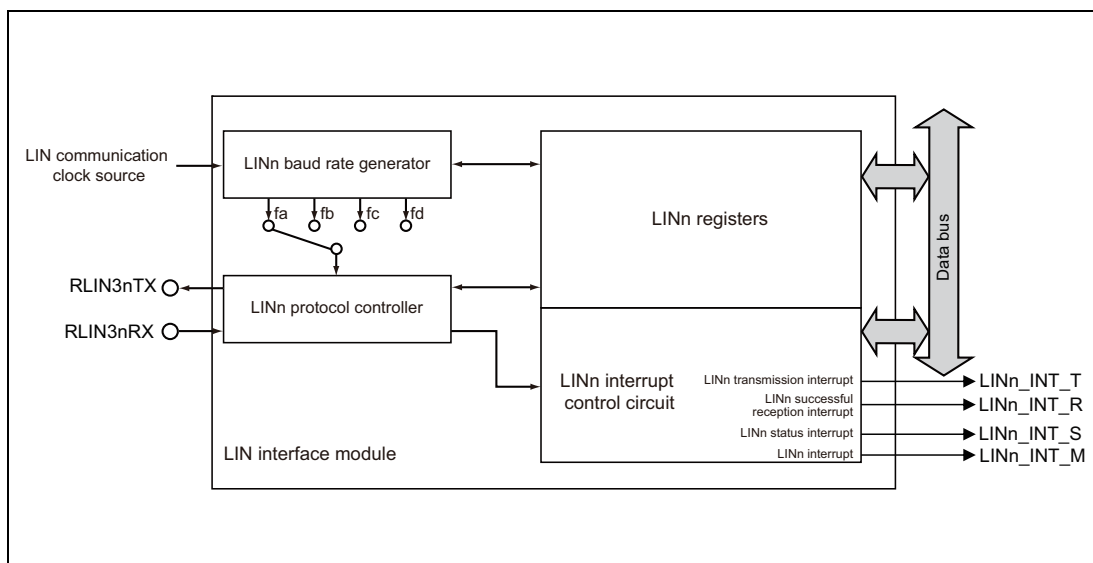 LIN communication
clock source
LINn baud rate generator
fa
fb
fc
fd
RLIN3nTX
RLIN3nRX
LINn protocol controller
LINn registers
LINn interrupt
control circuit
LINn transmission interrupt
LINn successful
reception interrupt
LINn status interrupt
LINn interrupt
LIN interface module
Data bus
LINn_INT_T
LINn_INT_R
LINn_INT_S
LINn_INT_M